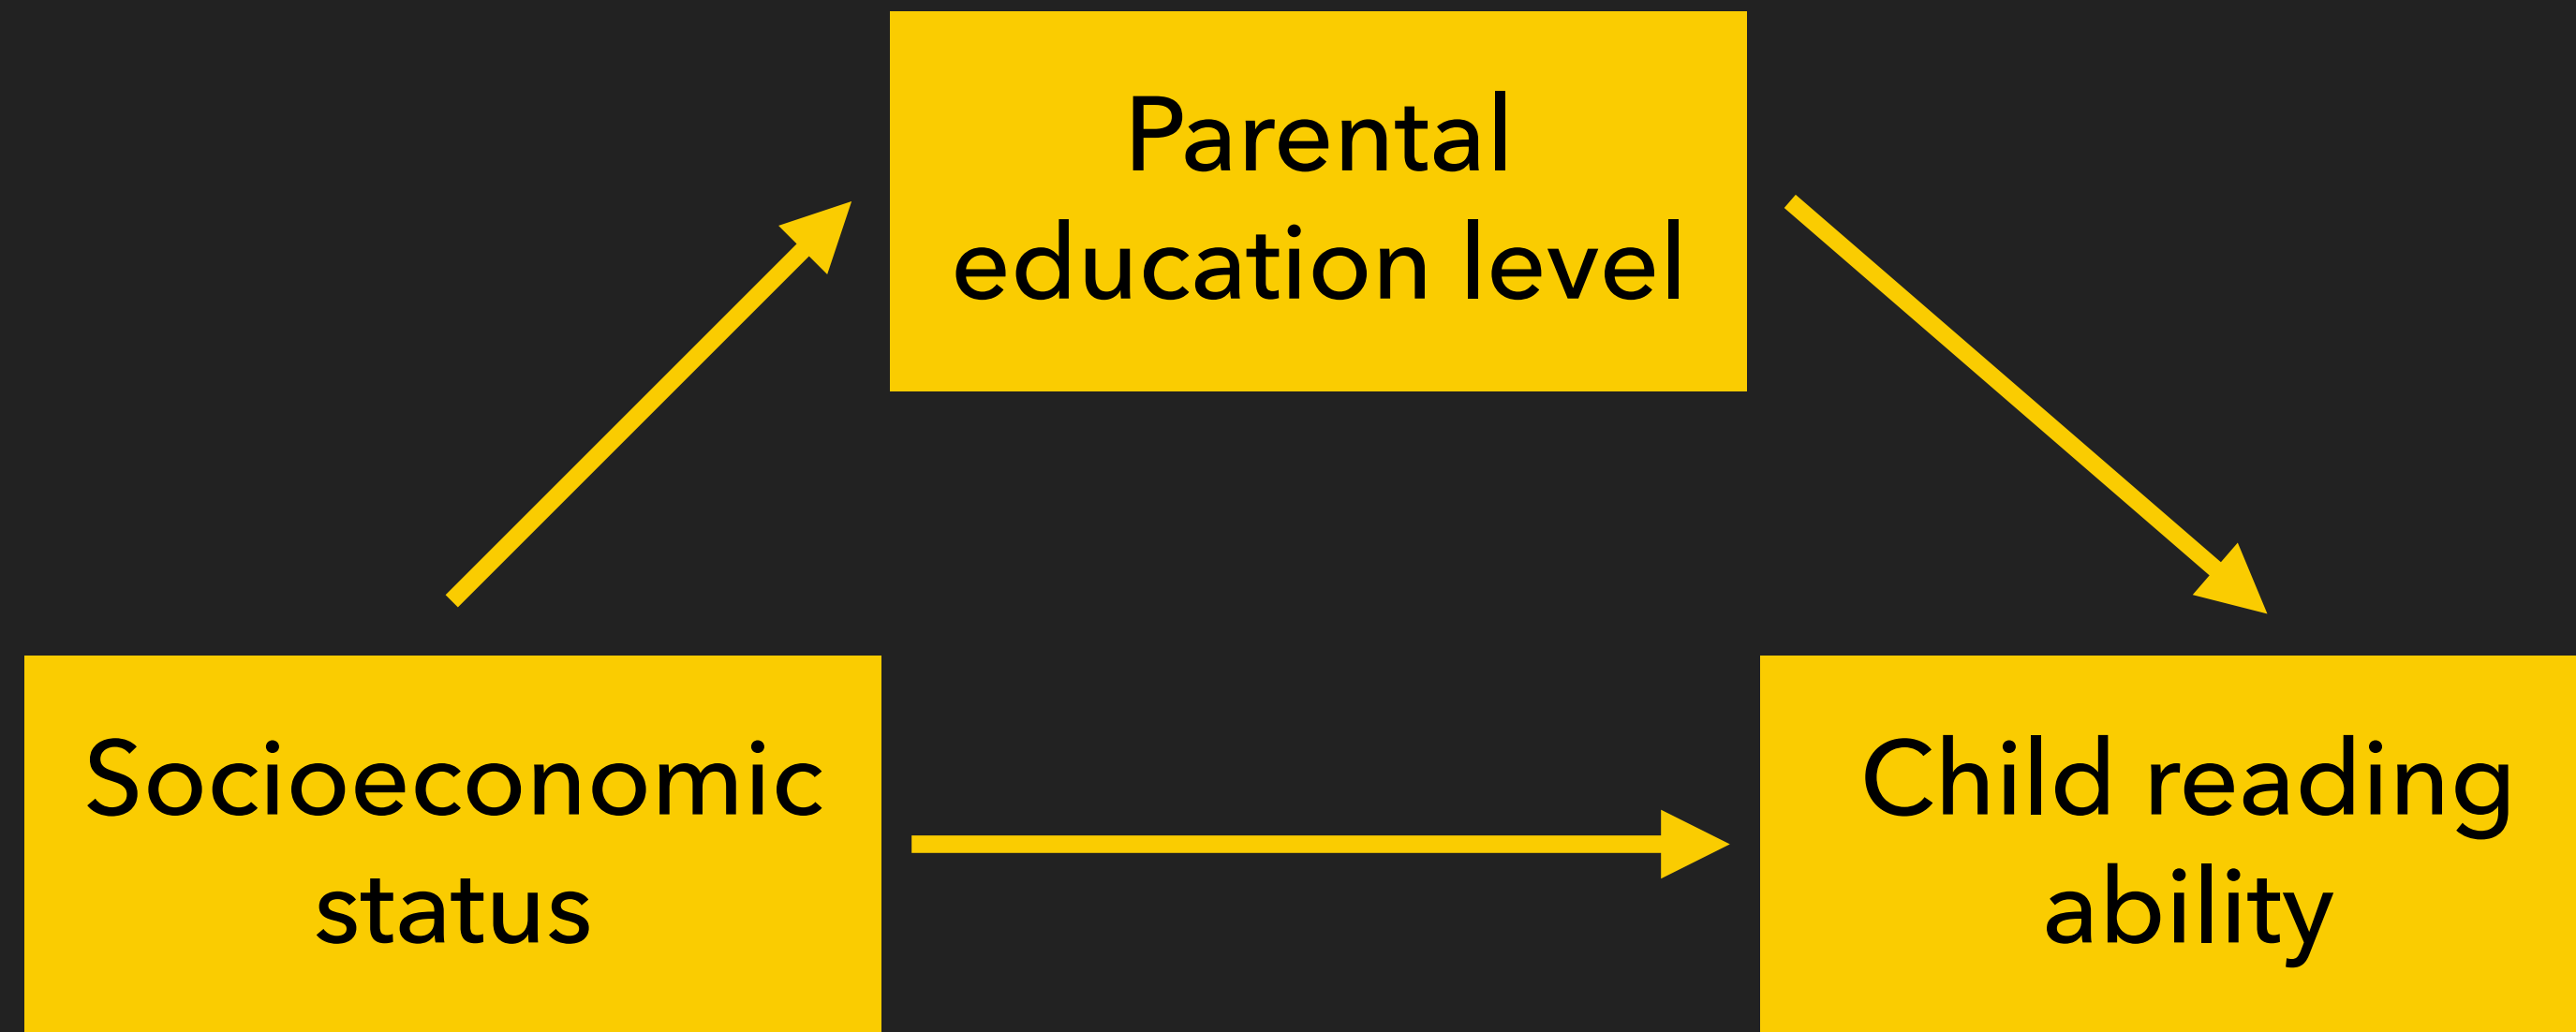 Parental
education level
Socioeconomic
status
Child reading
ability